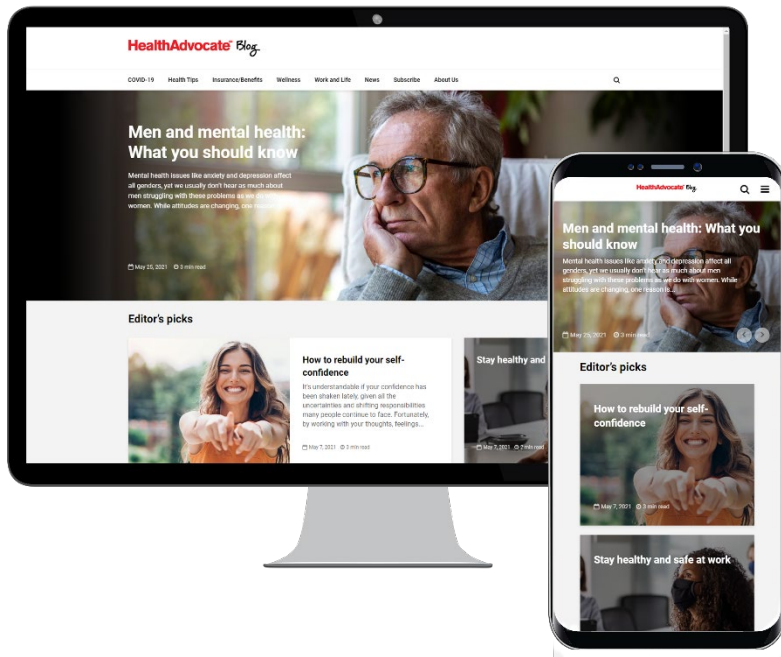 HealthAdvocate Blog
COVID-19 Health Tips Insurance/Benefits Wellness Work and Life News Subscribe About Us
Men and mental health:
What you should know
Mental health issues like anxiety and depression affect
all genders, yet we usually don't hear as much about
men struggling with these problems as we do with
women. While attitudes are changing, one
May 25, 2021 3 min read
Editor's picks
How to rebuild your self-
confidence
It's understandable if your confidence has
been shaken lately, given all the
uncertainties and shifting responsibilities
many people continue to face. Fortunately,
by working with your thoughts, feelings...
May 7, 2021 3 min read
Stay healthy and
May 7, 2021 2 min read
HealthAdvocate Blog
Men and mental health: What you
should know
Mental health issues like anxiety and depression affect all
genders, yet we usually don't hear as much about men
struggling with these problems as we do with women. While
attitudes are changing, one reason is...
May 25, 2021 3 min read
Editor's picks
How to rebuild your self-
confidence
May 7, 2021 3 min read
Stay healthy and safe at work